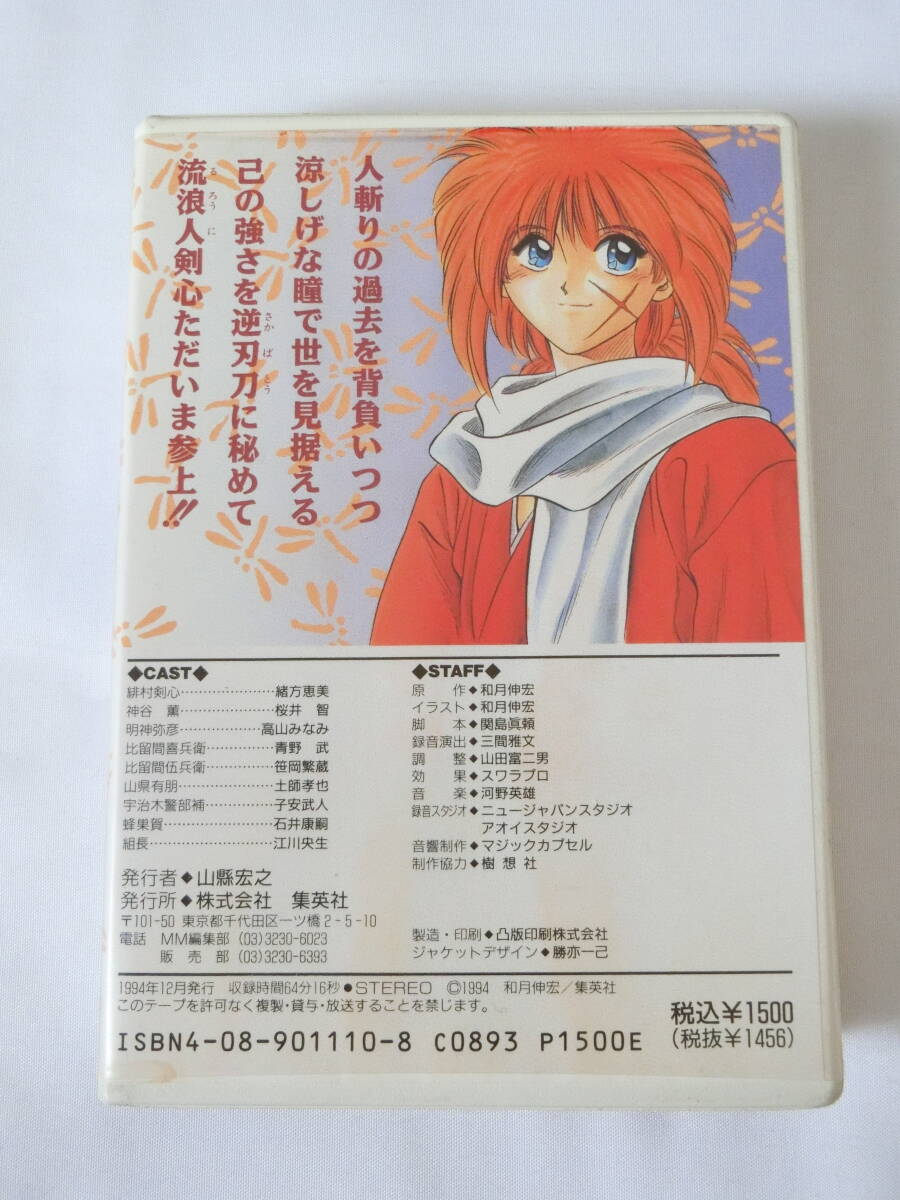 人斬りの過去を背負いつつ
涼しげな瞳で世を見据える
己の強さを逆刃刀に秘めて
さかばとう
流浪人剣心ただいま参上!!
るろうに
◆CAST◆
緋村剣心…………………緒方恵美
神谷　薫…………………桜井　智
明神弥彦…………………高山みなみ
比留間喜兵衛……………青野　武
比留間伍兵衛……………笹岡繁蔵
山県有朋…………………土師孝也
宇治木警部補……………子安武人
蜂巣賀……………………石井康嗣
組長………………………江川央生
発行者◆山縣宏之
発行所◆株式会社　集英社
〒101-50 東京都千代田区一ツ橋2-5-10
電話　MM編集部 (03)3230-6023
販　売　部 (03)3230-6393
◆STAFF◆
原　　作◆和月伸宏
イラスト◆和月伸宏
脚　　本◆関島眞頼
録音演出◆三間雅文
調　　整◆山田富二男
効　　果◆スワラプロ
音　　楽◆河野英雄
録音スタジオ◆ニュージャパンスタジオ
アオイスタジオ
音響制作◆マジックカプセル
制作協力◆樹想社
製造・印刷◆凸版印刷株式会社
ジャケットデザイン◆勝亦一己
1994年12月発行　収録時間64分16秒●STEREO　©1994　和月伸宏／集英社
このテープを許可なく複製・貸与・放送することを禁じます。
税込¥1500
(税抜¥1456)
ISBN4-08-901110-8 C0893 P1500E